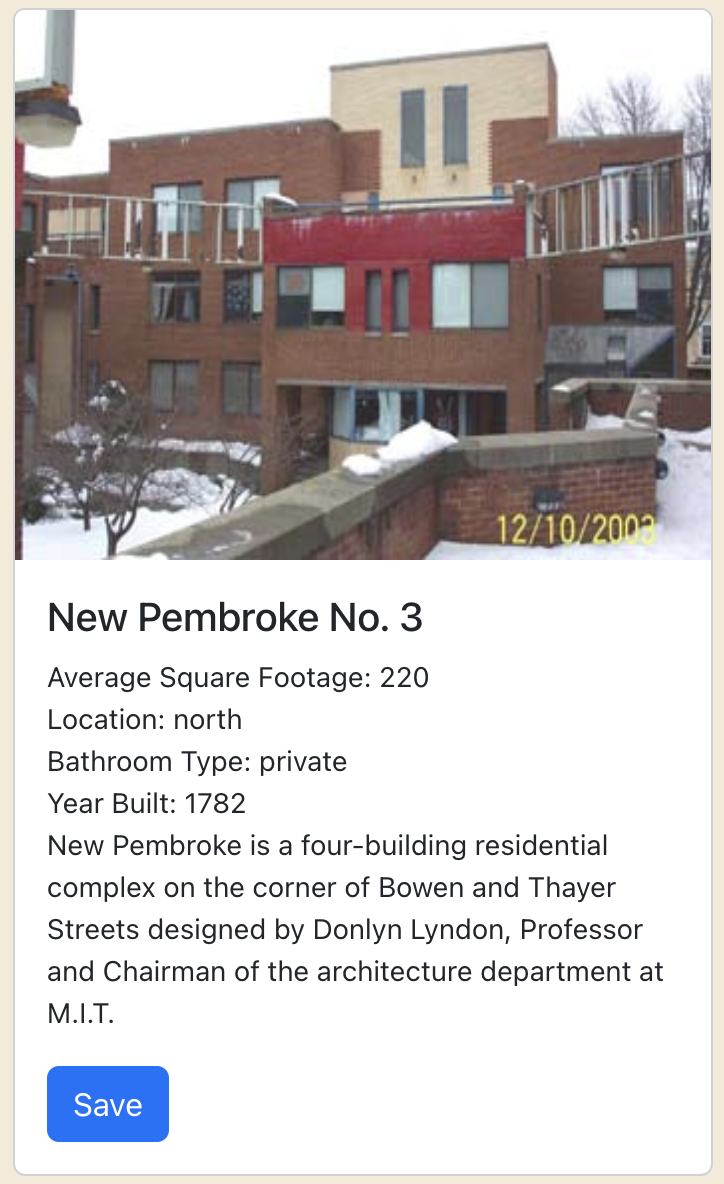 12/10/2003
New Pembroke No. 3
Average Square Footage: 220
Location: north
Bathroom Type: private
Year Built: 1782
New Pembroke is a four-building residential
complex on the corner of Bowen and Thayer
Streets designed by Donlyn Lyndon, Professor
and Chairman of the architecture department at
M.I.T.
Save